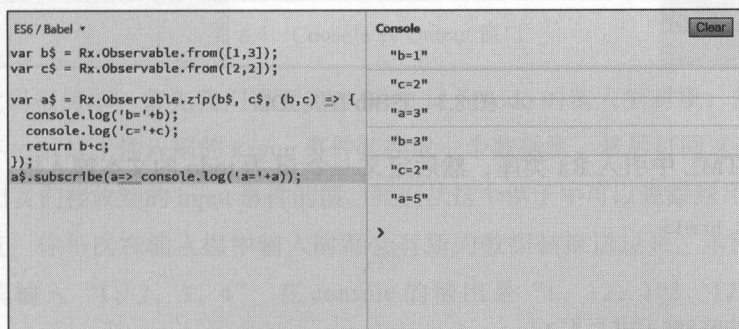 ES6 / Babel ▾
var b$ = Rx.Observable.from([1,3]);
var c$ = Rx.Observable.from([2,2]);
var a$ = Rx.Observable.zip(b$, c$, (b,c) => {
console.log('b='+b);
console.log('c='+c);
return b+c;
});
a$.subscribe(a=> console.log('a='+a));
Console
Clear
"b=1"
"c=2"
"a=3"
"b=3"
"c=2"
"a=5"
>